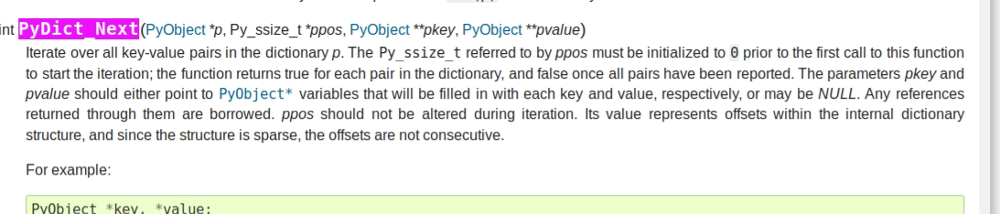 int PyDict_Next(PyObject *p, Py_ssize_t *ppos, PyObject **pkey, PyObject **pvalue)
Iterate over all key-value pairs in the dictionary p. The Py_ssize_t referred to by ppos must be initialized to 0 prior to the first call to this function
to start the iteration; the function returns true for each pair in the dictionary, and false once all pairs have been reported. The parameters pkey and
pvalue should either point to PyObject* variables that will be filled in with each key and value, respectively, or may be NULL. Any references
returned through them are borrowed. ppos should not be altered during iteration. Its value represents offsets within the internal dictionary
structure, and since the structure is sparse, the offsets are not consecutive.
For example:
PyObject *key, *value;